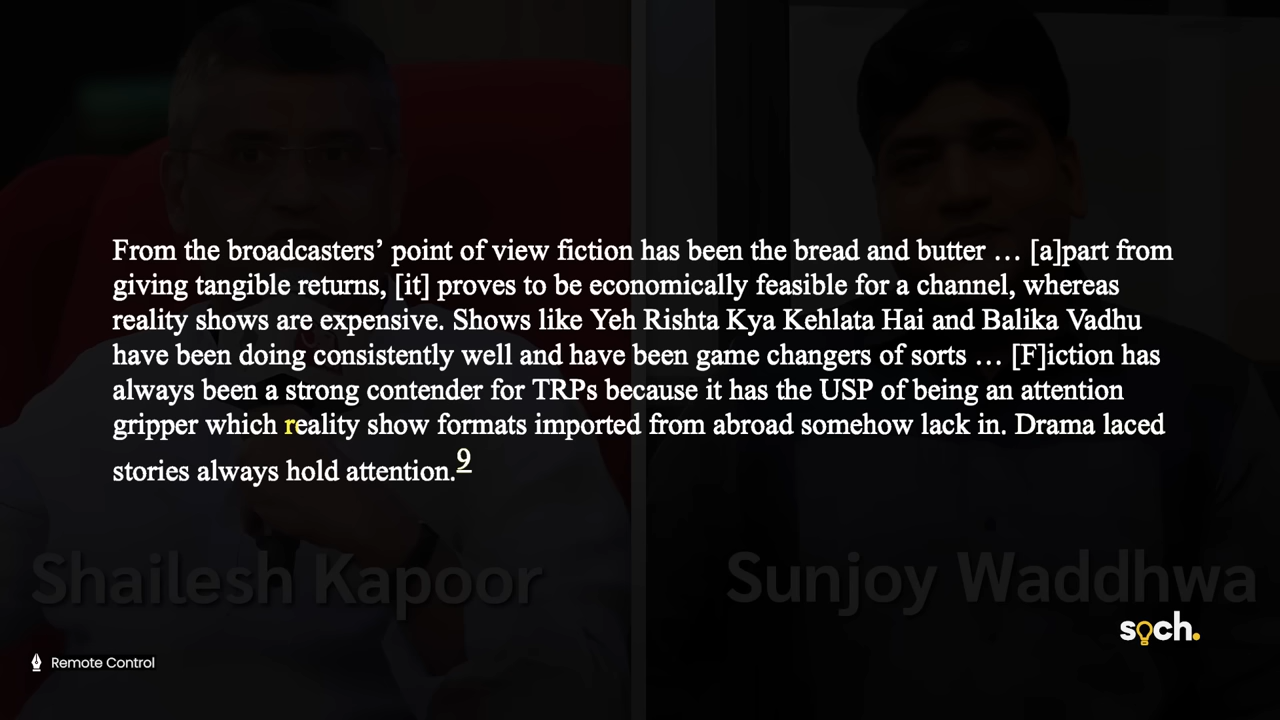 From the broadcasters’ point of view fiction has been the bread and butter … [a]part from
giving tangible returns, [it] proves to be economically feasible for a channel, whereas
reality shows are expensive. Shows like Yeh Rishta Kya Kehlata Hai and Balika Vadhu
have been doing consistently well and have been game changers of sorts … [F]iction has
always been a strong contender for TRPs because it has the USP of being an attention
gripper which reality show formats imported from abroad somehow lack in. Drama laced
stories always hold attention.9
Shailesh Kapoor
Sunjoy Waddhwa
soch.
Remote Control